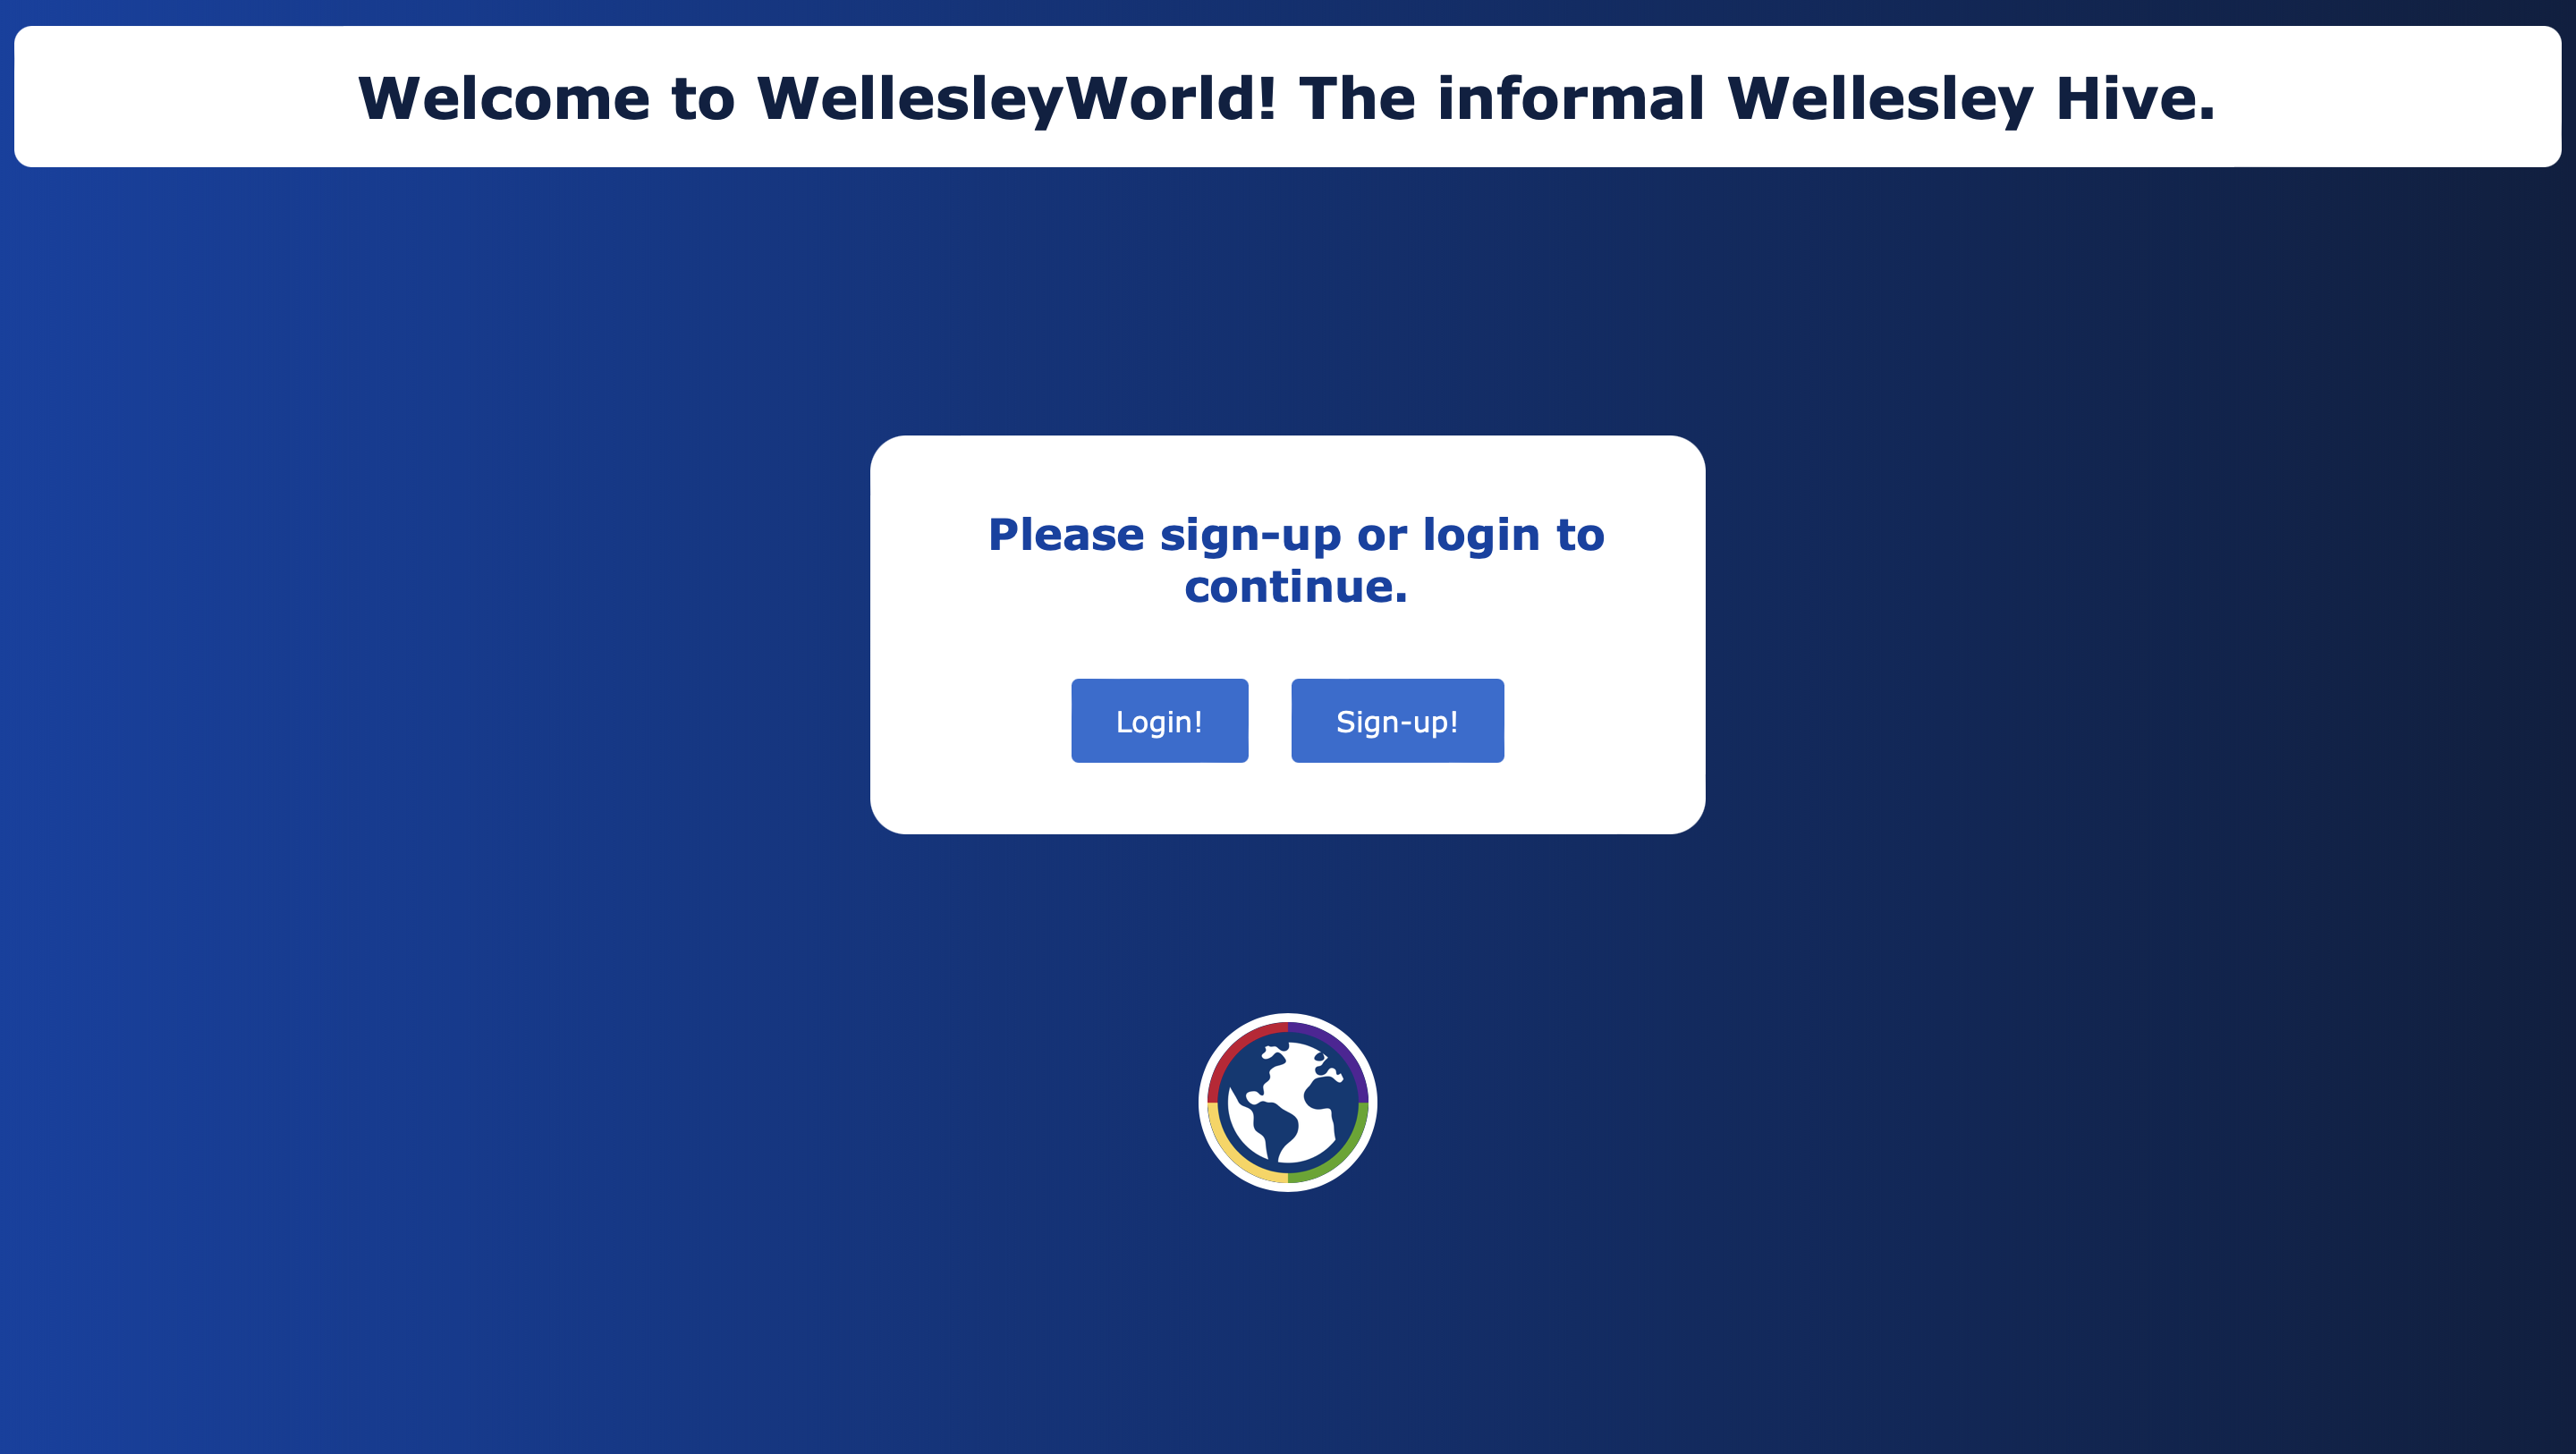 Welcome to WellesleyWorld! The informal Wellesley Hive.
Please sign-up or login to
continue.
Login!
Sign-up!